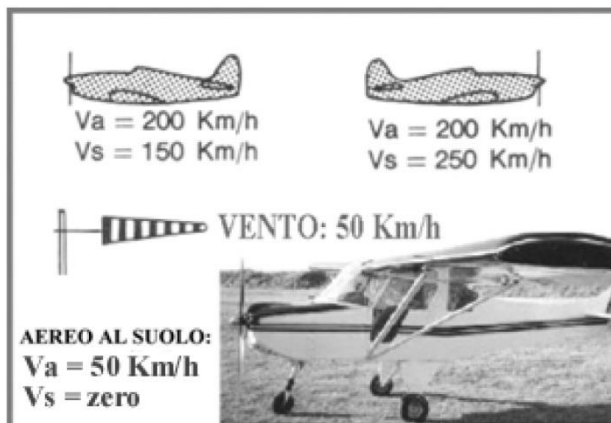 Va = 200 Km/h
Vs = 150 Km/h
Va = 200 Km/h
Vs = 250 Km/h
VENTO: 50 Km/h
AEREO AL SUOLO:
Va = 50 Km/h
Vs = zero